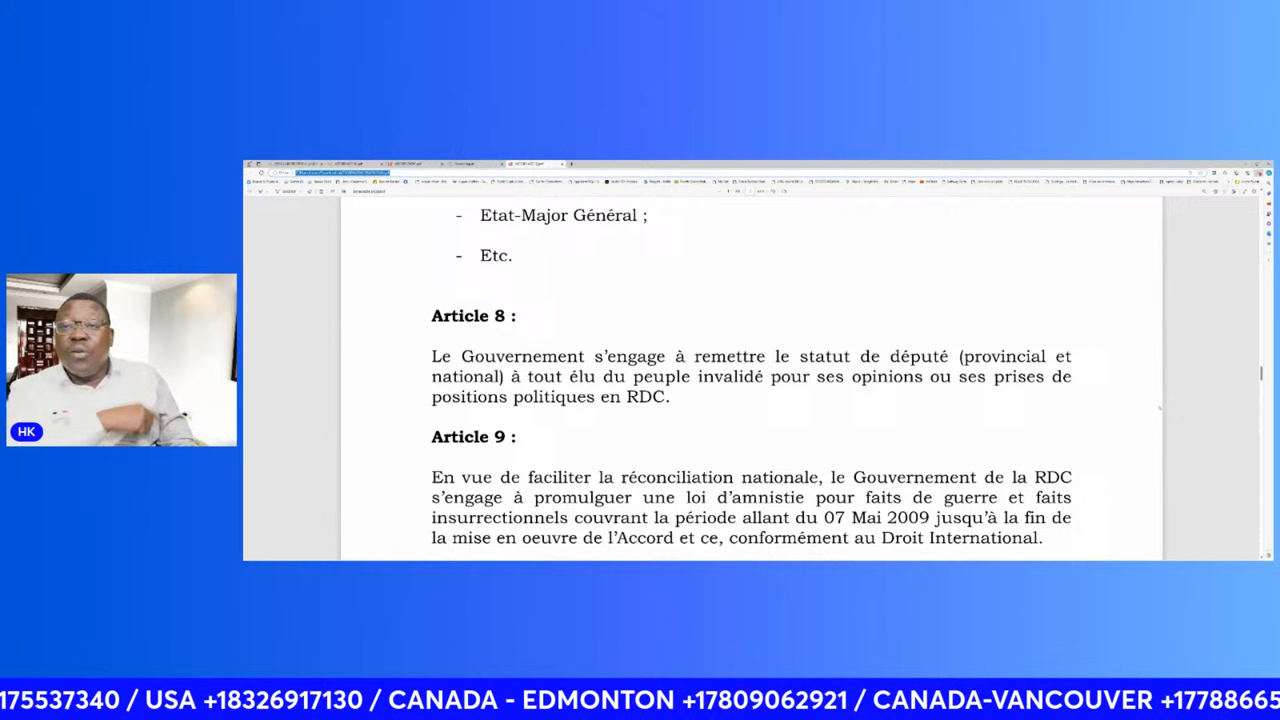 - Etat-Major Général ;
- Etc.
Article 8 :
Le Gouvernement s’engage à remettre le statut de député (provincial et
national) à tout élu du peuple invalidé pour ses opinions ou ses prises de
positions politiques en RDC.
Article 9 :
En vue de faciliter la réconciliation nationale, le Gouvernement de la RDC
s’engage à promulguer une loi d’amnistie pour faits de guerre et faits
insurrectionnels couvrant la période allant du 07 Mai 2009 jusqu’à la fin de
la mise en oeuvre de l’Accord et ce, conformément au Droit International.
HK
175537340 / USA +18326917130 / CANADA - EDMONTON +17809062921 / CANADA-VANCOUVER +17788665